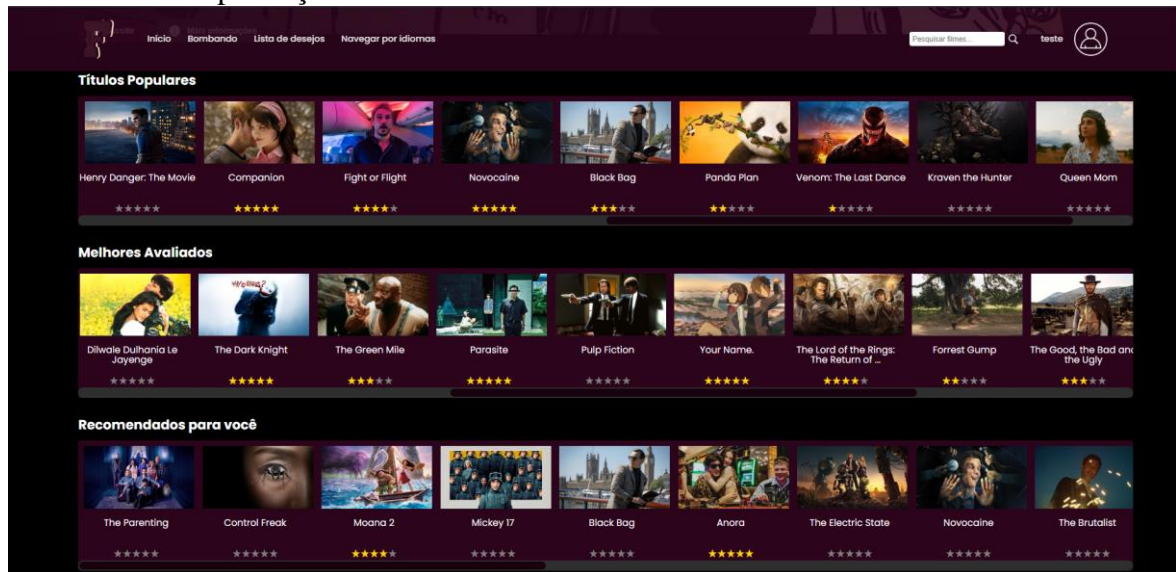 Início Bombando Lista de desejos Navegar por idiomas Pesquisar filmes... teste
Títulos Populares
Henry Danger: The Movie Companion Fight or Flight Novocaine Black Bag Panda Plan Venom: The Last Dance Kraven the Hunter Queen Mom
Melhores Avaliados
Dilwale Dulhania Le Jayenge
The Dark Knight
The Green Mile
Parasite
Pulp Fiction
Your Name.
The Lord of the Rings: The Return of ...
Forrest Gump
The Good, the Bad and the Ugly
Recomendados para você
The Parenting Control Freak Moana 2 Mickey 17 Black Bag Anora The Electric State Novocaine The Brutalist